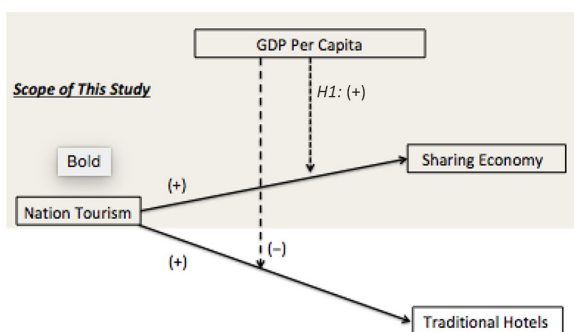 GDP Per Capita
Scope of This Study
H1: (+)
Bold
Sharing Economy
(+)
Nation Tourism
(−)
(+)
Traditional Hotels